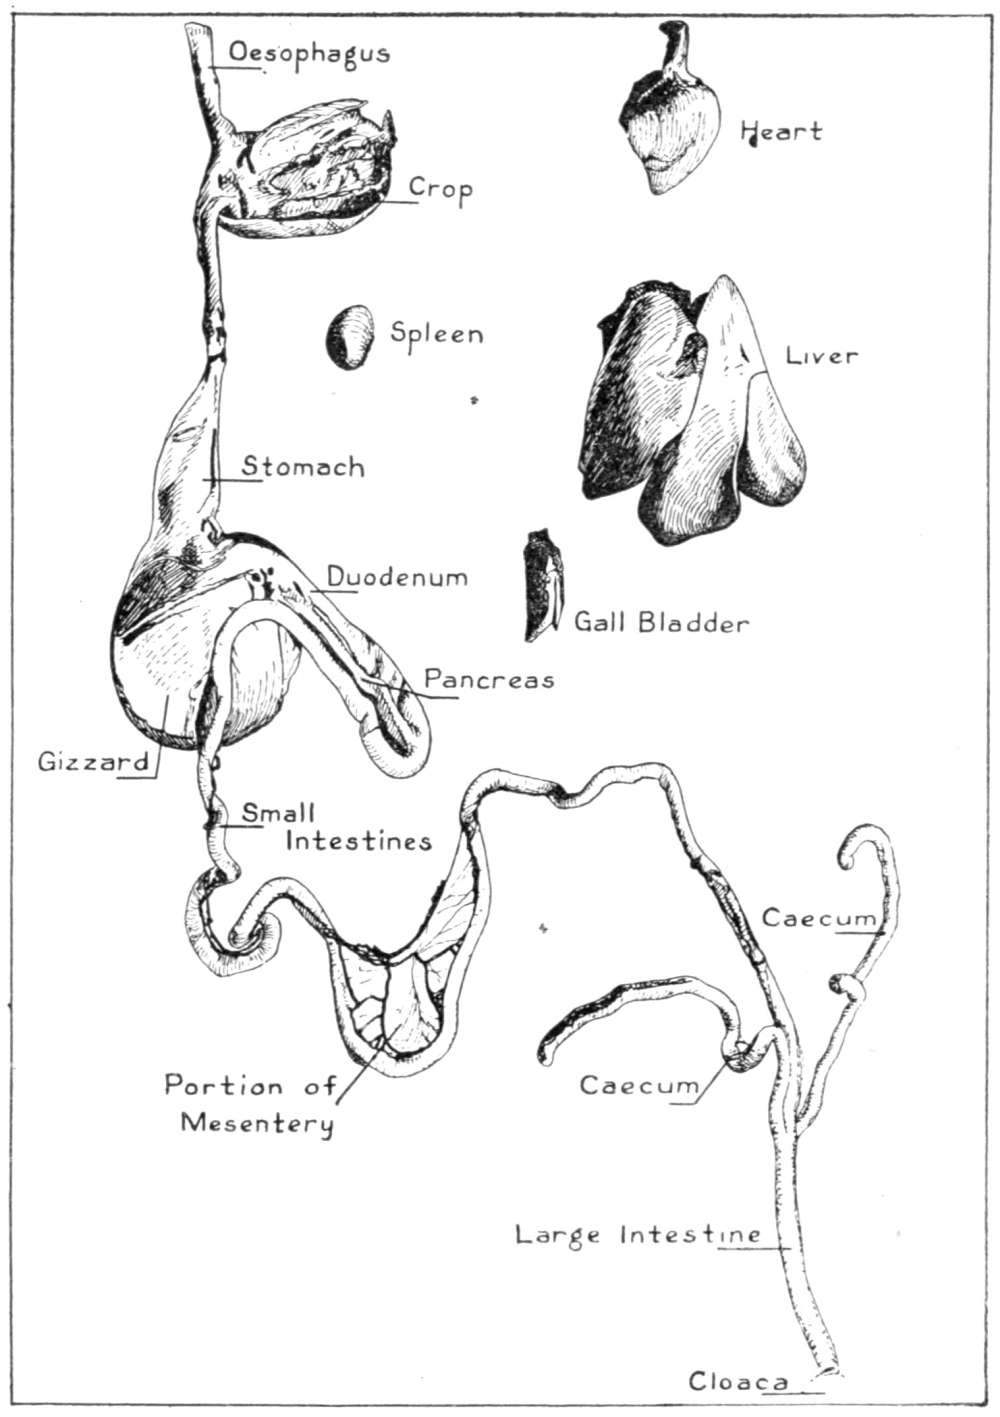 Oesophagus
Heart
Crop
Spleen
Liver
Stomach
Duodenum
Gall Bladder
Pancreas
Gizzard
Small
Intestines
Caecum
Portion of
Mesentery
Caecum
Large Intestine
Cloaca